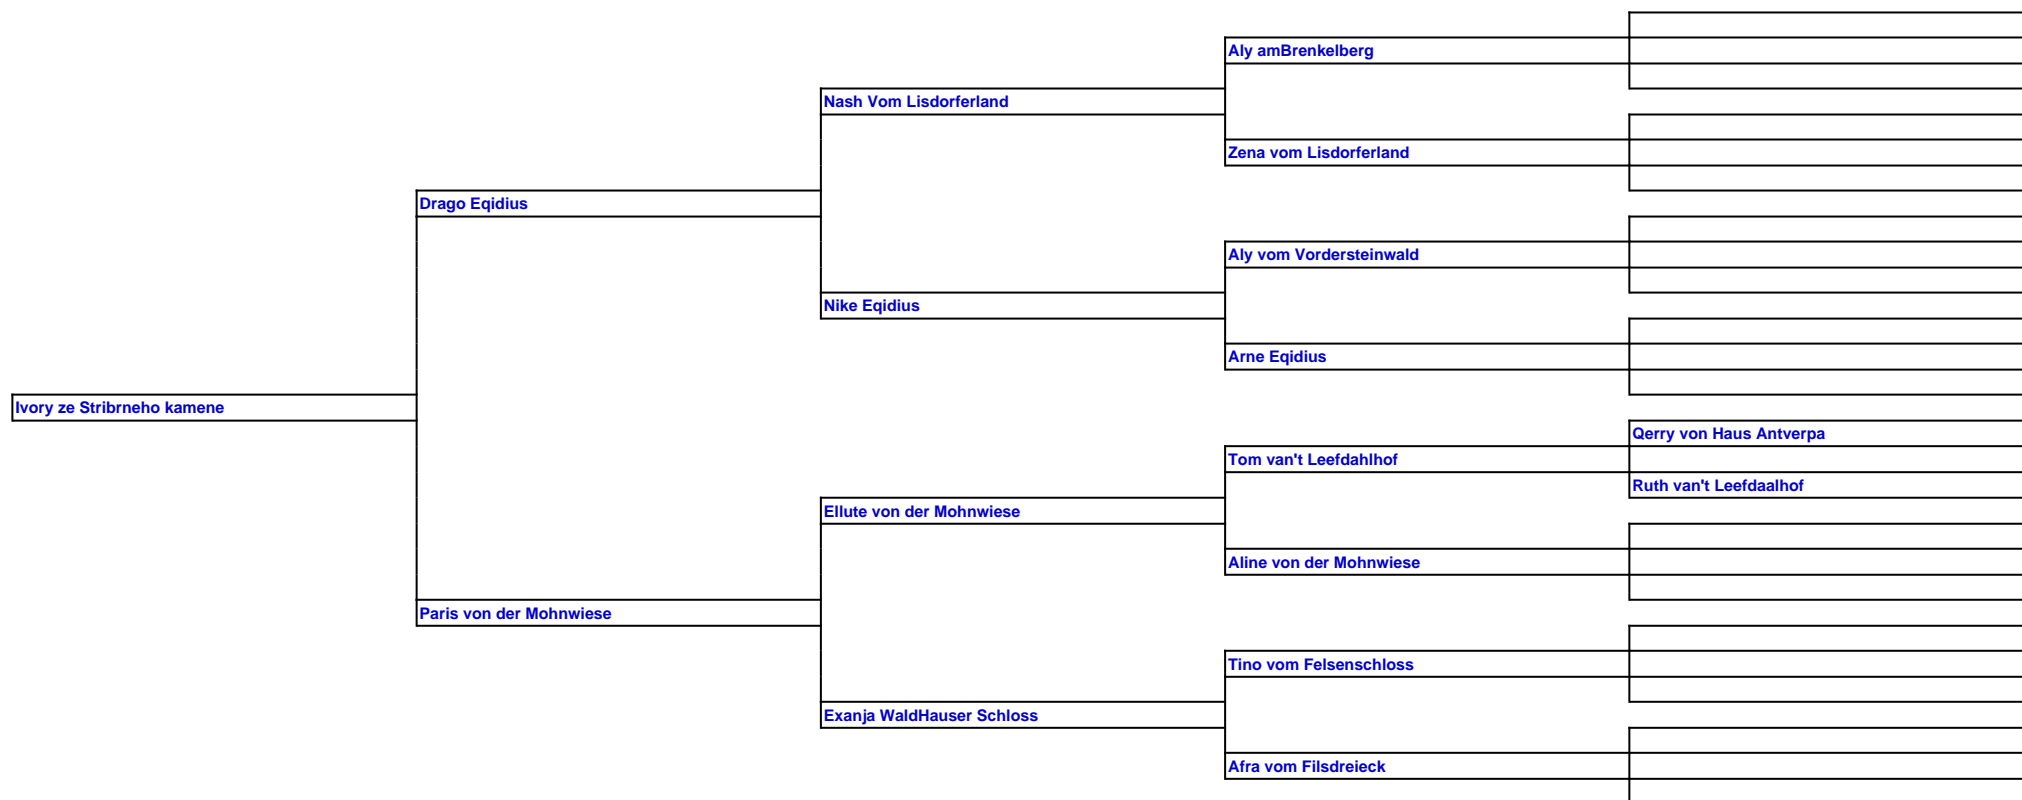 Aly amBrenkelberg
Nash Vom Lisdorferland
Zena vom Lisdorferland
Drago Eqidius
Aly vom Vordersteinwald
Nike Eqidius
Arne Eqidius
Ivory ze Stribrneho kamene
Qerry von Haus Antverpa
Tom van't Leefdahlhof
Ruth van't Leefdaalhof
Ellute von der Mohnwiese
Aline von der Mohnwiese
Paris von der Mohnwiese
Tino vom Felsenschloss
Exanja WaldHauser Schloss
Afra vom Filsdreieck